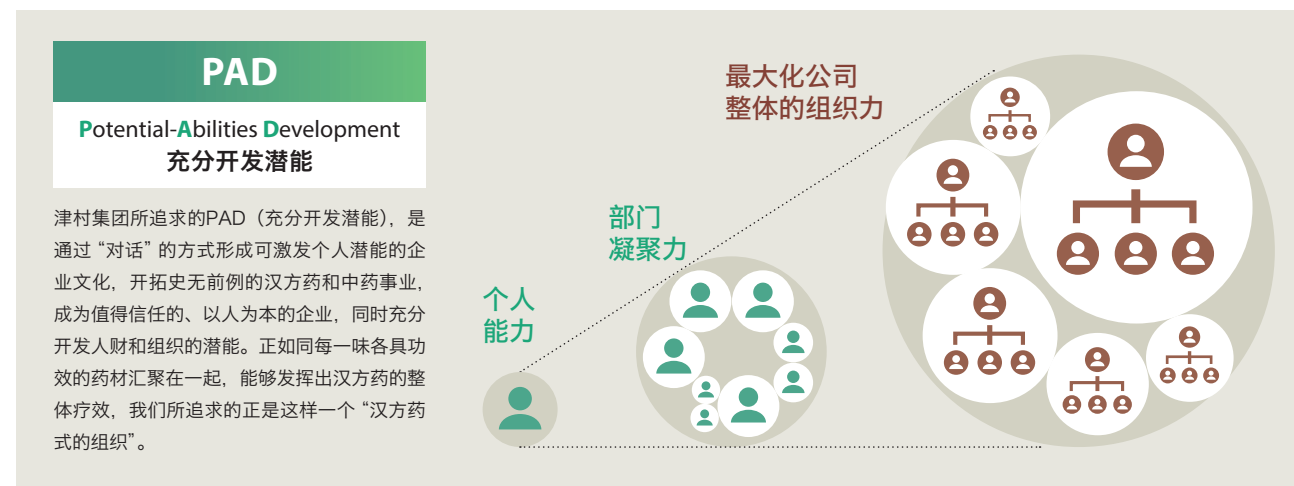 PAD
Potential-Abilities Development
充分开发潜能
津村集团所追求的PAD（充分开发潜能），是
通过“对话”的方式形成可激发个人潜能的企
业文化，开拓史无前例的汉方药和中药事业，
成为值得信任的、以人为本的企业，同时充分
开发人财和组织的潜能。正如同每一味各具功
效的药材汇聚在一起，能够发挥出汉方药的整
体疗效，我们所追求的正是这样一个“汉方药
式的组织”。
个人
能力
部门
凝聚力
最大化公司
整体的组织力